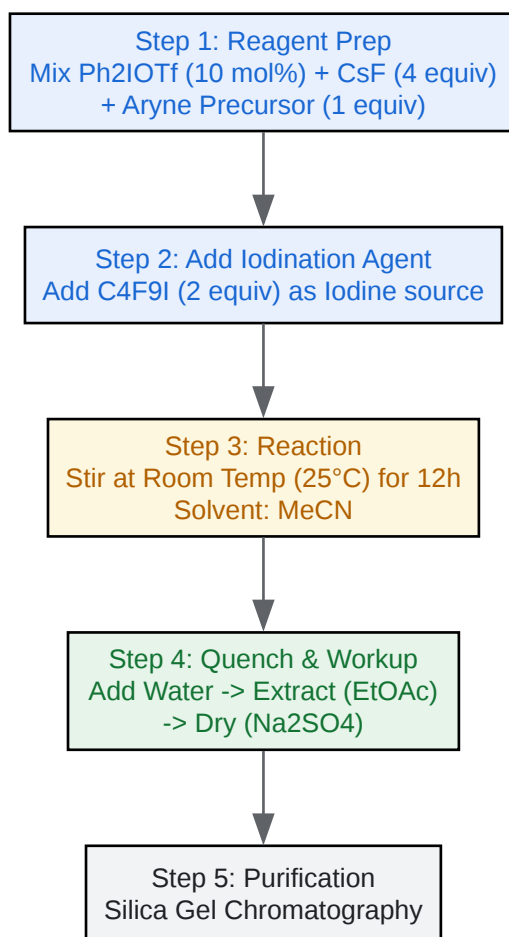 Step 1: Reagent Prep
Mix Ph2IOTf (10 mol%) + CsF (4 equiv)
+ Aryne Precursor (1 equiv)
Step 2: Add Iodination Agent
Add C4F9I (2 equiv) as Iodine source
Step 3: Reaction
Stir at Room Temp (25°C) for 12h
Solvent: MeCN
Step 4: Quench & Workup
Add Water -> Extract (EtOAc)
-> Dry (Na2SO4)
Step 5: Purification
Silica Gel Chromatography